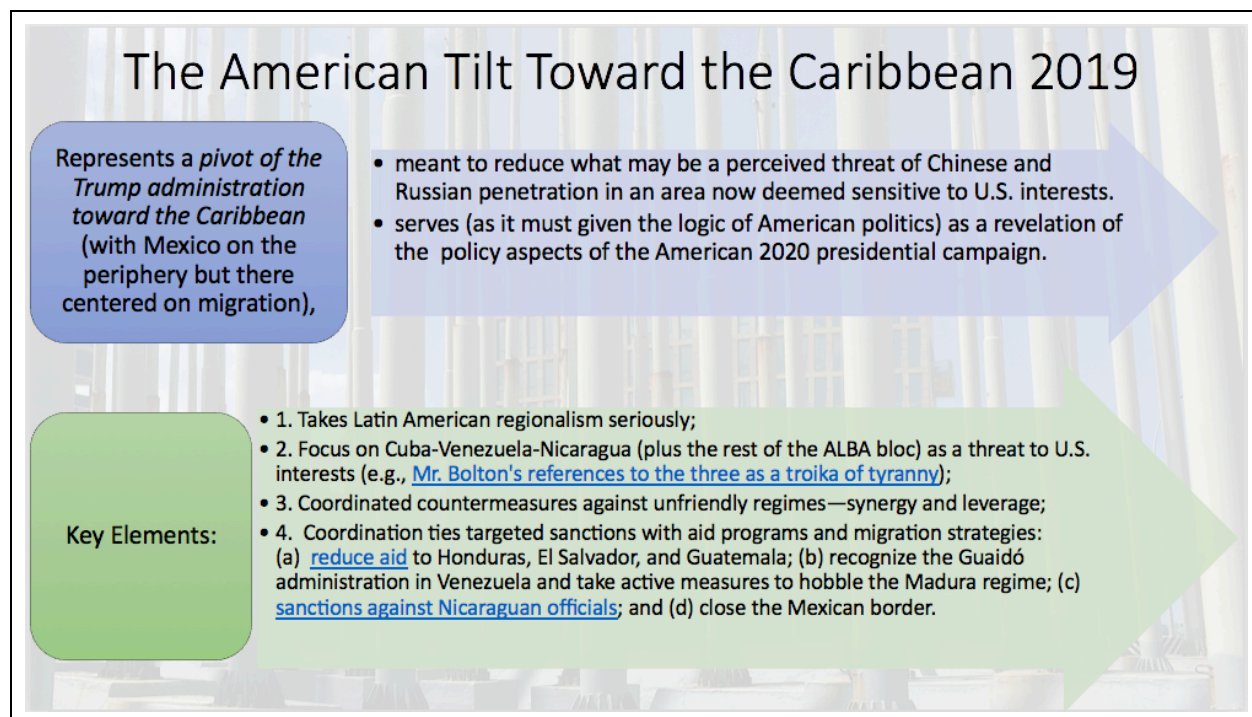 The American Tilt Toward the Caribbean 2019
Represents a pivot of the
Trump administration
toward the Caribbean
(with Mexico on the
periphery but there
centered on migration),
• meant to reduce what may be a perceived threat of Chinese and
Russian penetration in an area now deemed sensitive to U.S. interests.
• serves (as it must given the logic of American politics) as a revelation of
the  policy aspects of the American 2020 presidential campaign.
Key Elements:
• 1. Takes Latin American regionalism seriously;
• 2. Focus on Cuba-Venezuela-Nicaragua (plus the rest of the ALBA bloc) as a threat to U.S.
interests (e.g., Mr. Bolton's references to the three as a troika of tyranny);
• 3. Coordinated countermeasures against unfriendly regimes—synergy and leverage;
• 4.  Coordination ties targeted sanctions with aid programs and migration strategies:
(a)  reduce aid to Honduras, El Salvador, and Guatemala; (b) recognize the Guaidó
administration in Venezuela and take active measures to hobble the Madura regime; (c)
sanctions against Nicaraguan officials; and (d) close the Mexican border.